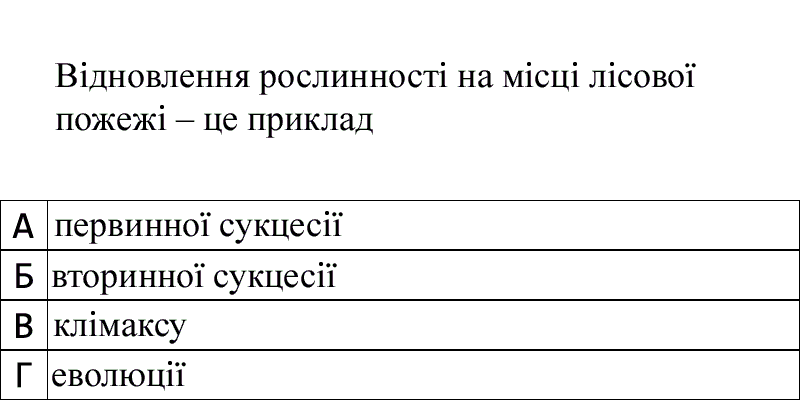 Відновлення рослинності на місці лісової
пожежі – це приклад
А первинної сукцесії
Б вторинної сукцесії
В клімаксу
Г еволюції